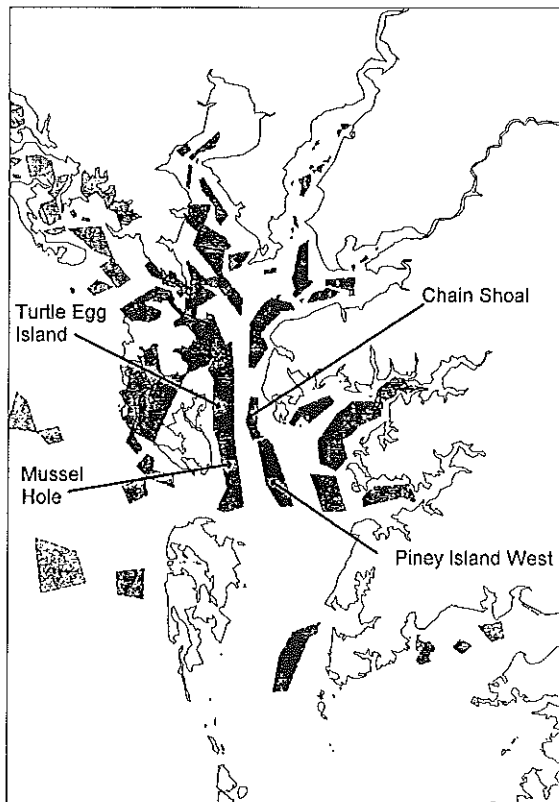 Chain Shoal
Turtle Egg
Island
Mussel
Hole
Piney Island West